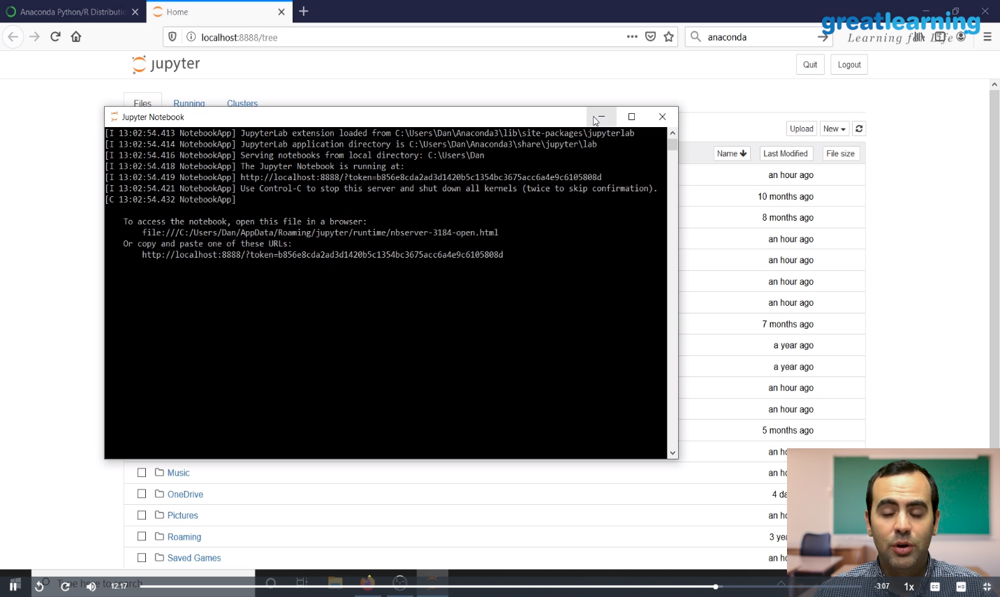 Anaconda Python/R Distributio
Home
localhost:8888/tree
anaconda
greatlearning
Learning for Life
jupyter
Quit
Logout
Files
Running
Clusters
Jupyter Notebook
Upload
New
Name
Last Modified
File size
[I 13:02:54.413 NotebookApp] JupyterLab extension loaded from C:\Users\Dan\Anaconda3\lib\site-packages\jupyterlab
[I 13:02:54.414 NotebookApp] JupyterLab application directory is C:\Users\Dan\Anaconda3\share\jupyter\lab
[I 13:02:54.416 NotebookApp] Serving notebooks from local directory: C:\Users\Dan
[I 13:02:54.418 NotebookApp] The Jupyter Notebook is running at:
[I 13:02:54.419 NotebookApp] http://localhost:8888/?token=b856e8cda2ad3d1420b5c1354bc3675acc6a4e9c6105808d
[I 13:02:54.421 NotebookApp] Use Control-C to stop this server and shut down all kernels (twice to skip confirmation).
[C 13:02:54.432 NotebookApp]
To access the notebook, open this file in a browser:
file:///C:/Users/Dan/AppData/Roaming/jupyter/runtime/nbserver-3184-open.html
Or copy and paste one of these URLs:
http://localhost:8888/?token=b856e8cda2ad3d1420b5c1354bc3675acc6a4e9c6105808d
an hour ago
10 months ago
8 months ago
an hour ago
an hour ago
an hour ago
an hour ago
7 months ago
a year ago
a year ago
an hour ago
an hour ago
5 months ago
an ho
Music
an ho
OneDrive
4 da
Pictures
an ho
Roaming
3 yea
Saved Games
an ho
Type here to search
12:17
-3:07
1x
CC
HD